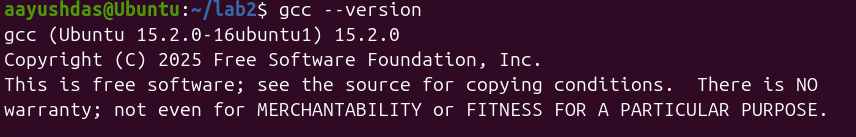 aayushdas@Ubuntu:~/lab2$ gcc --version
gcc (Ubuntu 15.2.0-16ubuntu1) 15.2.0
Copyright (C) 2025 Free Software Foundation, Inc.
This is free software; see the source for copying conditions.  There is NO
warranty; not even for MERCHANTABILITY or FITNESS FOR A PARTICULAR PURPOSE.